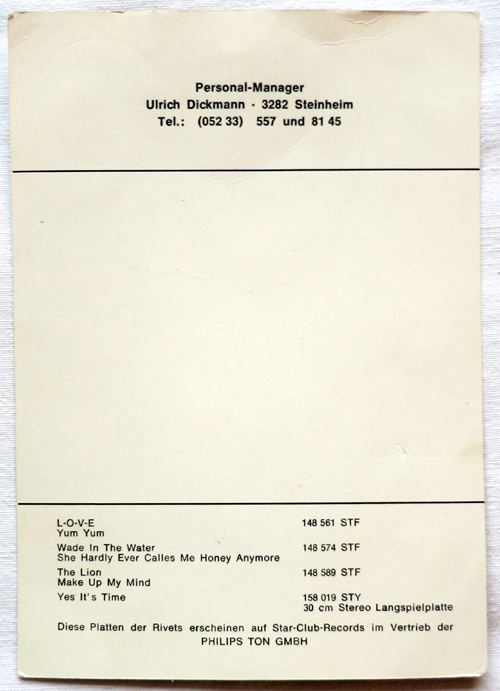 Personal-Manager
Ulrich Dickmann · 3282 Steinheim
Tel.: (052 33) 557 und 81 45
L-O-V-E 148 561 STF
Yum Yum
Wade In The Water 148 574 STF
She Hardly Ever Calles Me Honey Anymore
The Lion 148 589 STF
Make Up My Mind
Yes It's Time 158 019 STY
30 cm Stereo Langspielplatte
Diese Platten der Rivets erscheinen auf Star-Club-Records im Vertrieb der
PHILIPS TON GMBH